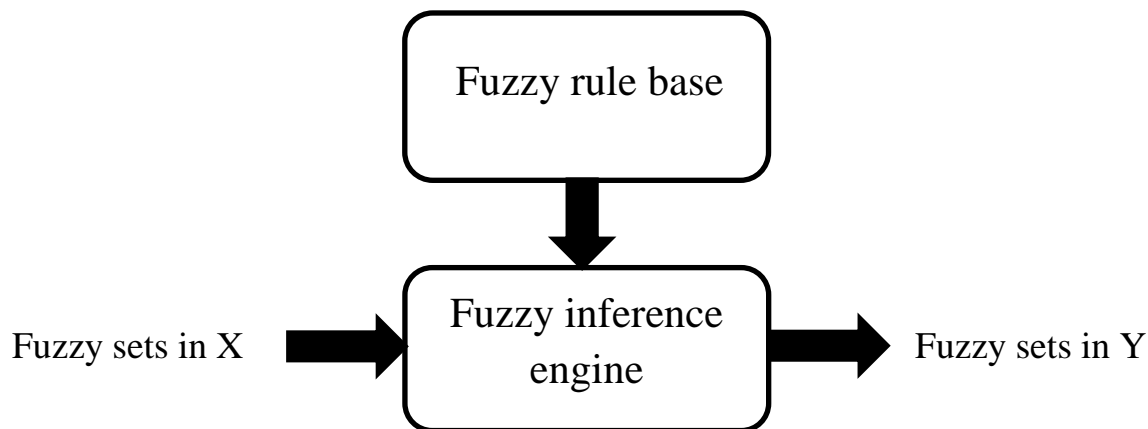 Fuzzy rule base
Fuzzy inference
engine
Fuzzy sets in X
Fuzzy sets in Y